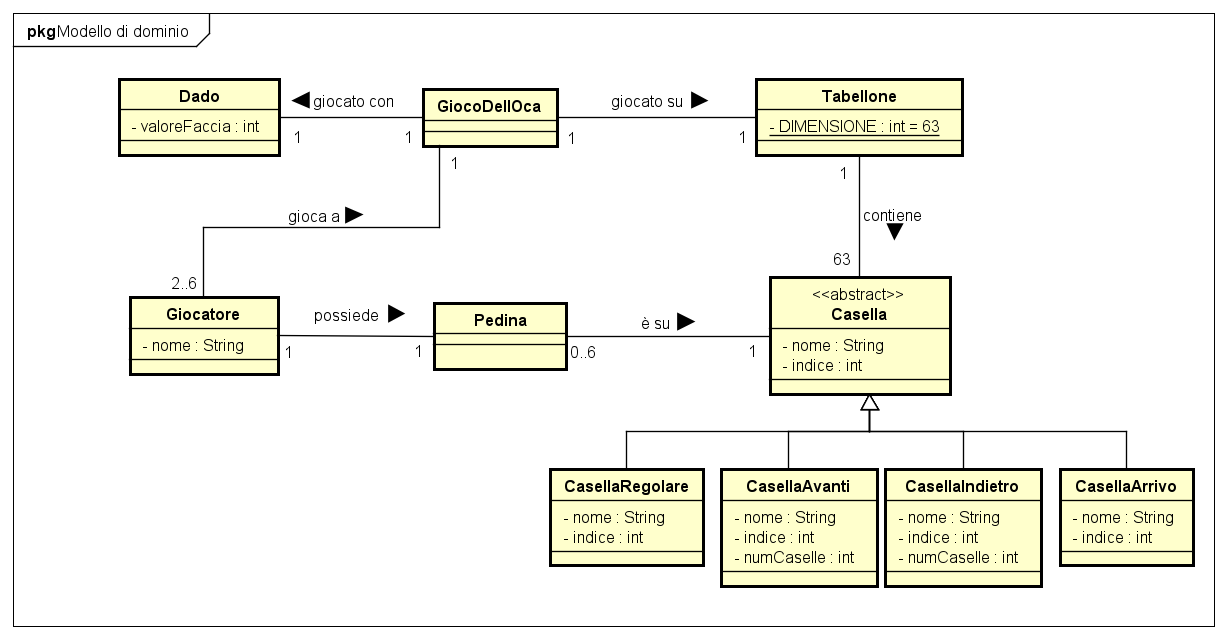 pkg Modello di dominio
Dado
- valoreFaccia : int
giocato con
1
1
GiocoDellOca
giocato su
1
1
Tabellone
- DIMENSIONE : int = 63
1
gioca a
2..6
1
contiene
63
Giocatore
- nome : String
possiede
1
1
Pedina
è su
0..6
1
<<abstract>>
Casella
- nome : String
- indice : int
CasellaRegolare
- nome : String
- indice : int
CasellaAvanti
- nome : String
- indice : int
- numCaselle : int
CasellaIndietro
- nome : String
- indice : int
- numCaselle : int
CasellaArrivo
- nome : String
- indice : int